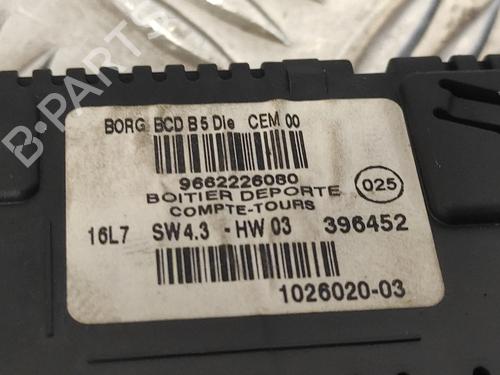 BORG BCD B5 Die CEM 00
9662226080
BOITIER DEPORTE
COMPTE-TOURS
025
16L7 SW4.3 - HW 03 396452
1026020-03
B-PARTS